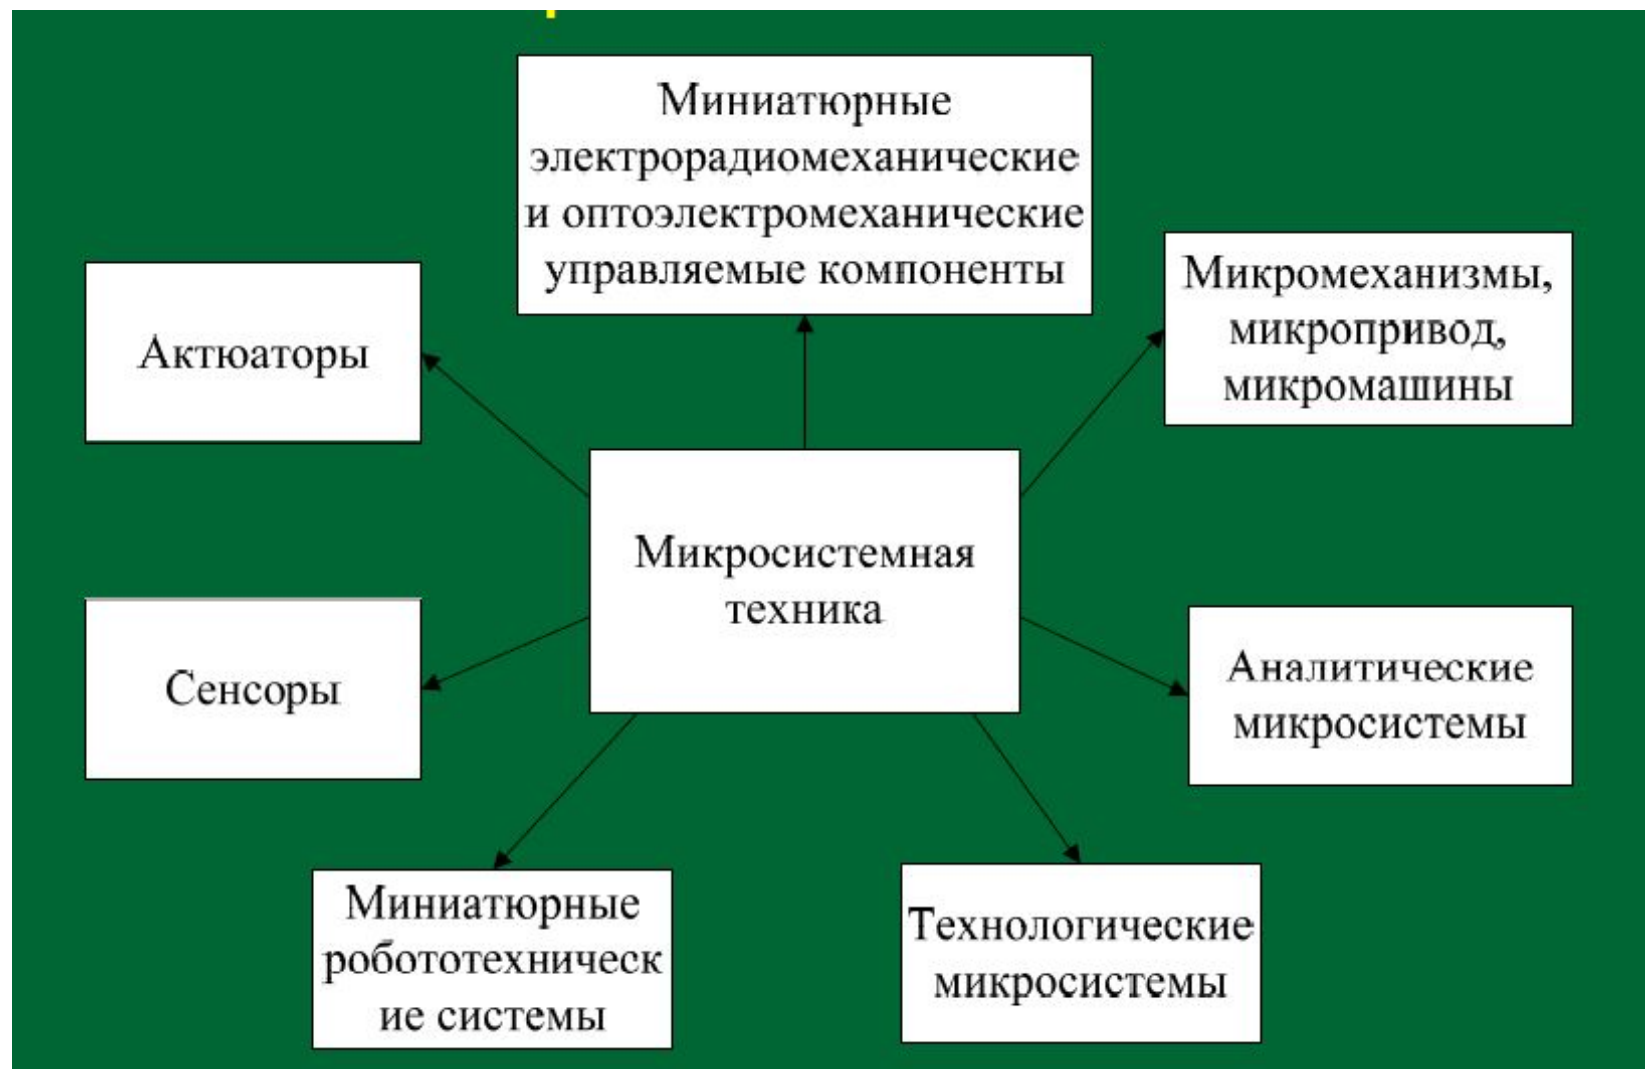 Миниатюрные
электрорадиомеханические
и оптоэлектромеханические
управляемые компоненты
Актюаторы
Микромеханизмы,
микропривод,
микромашины
Микросистемная
техника
Сенсоры
Аналитические
микросистемы
Миниатюрные
робототехническ
ие системы
Технологические
микросистемы